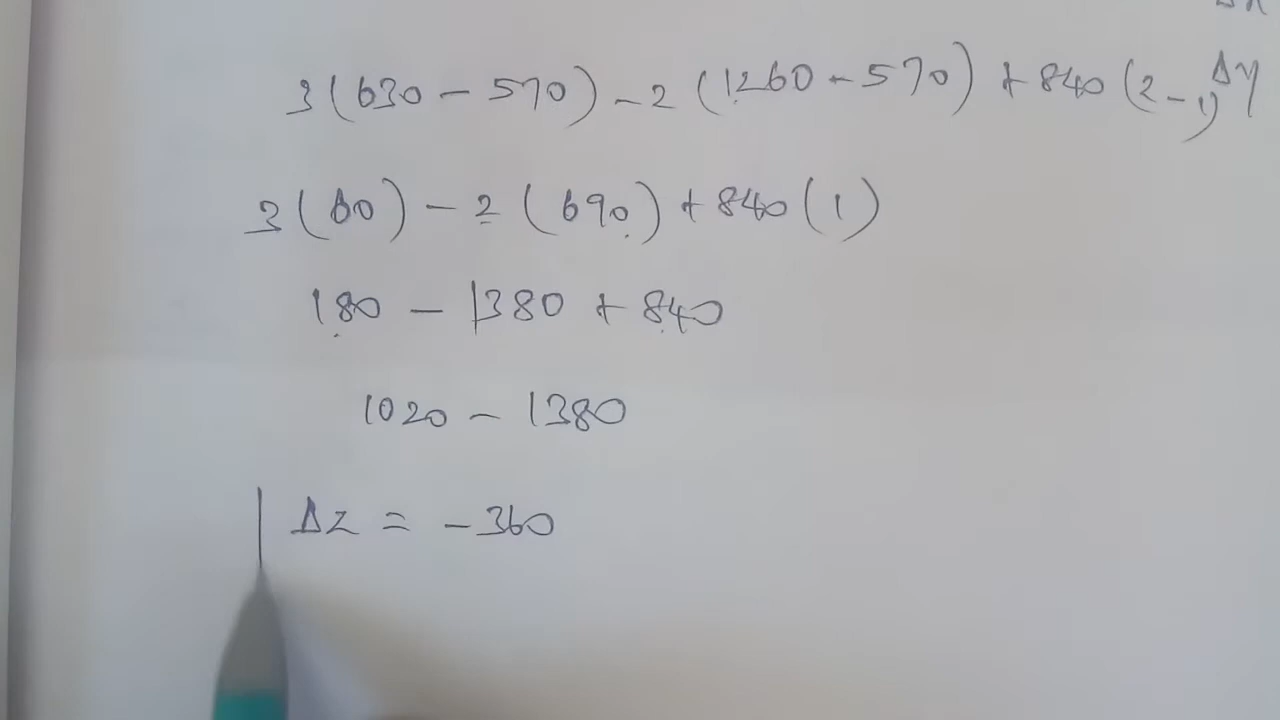 3(630 - 570) - 2(1260 - 570) + 840(2 - 1)
Δy
3(60) - 2(690) + 840(1)
180 - 1380 + 840
1020 - 1380
Δz = -360